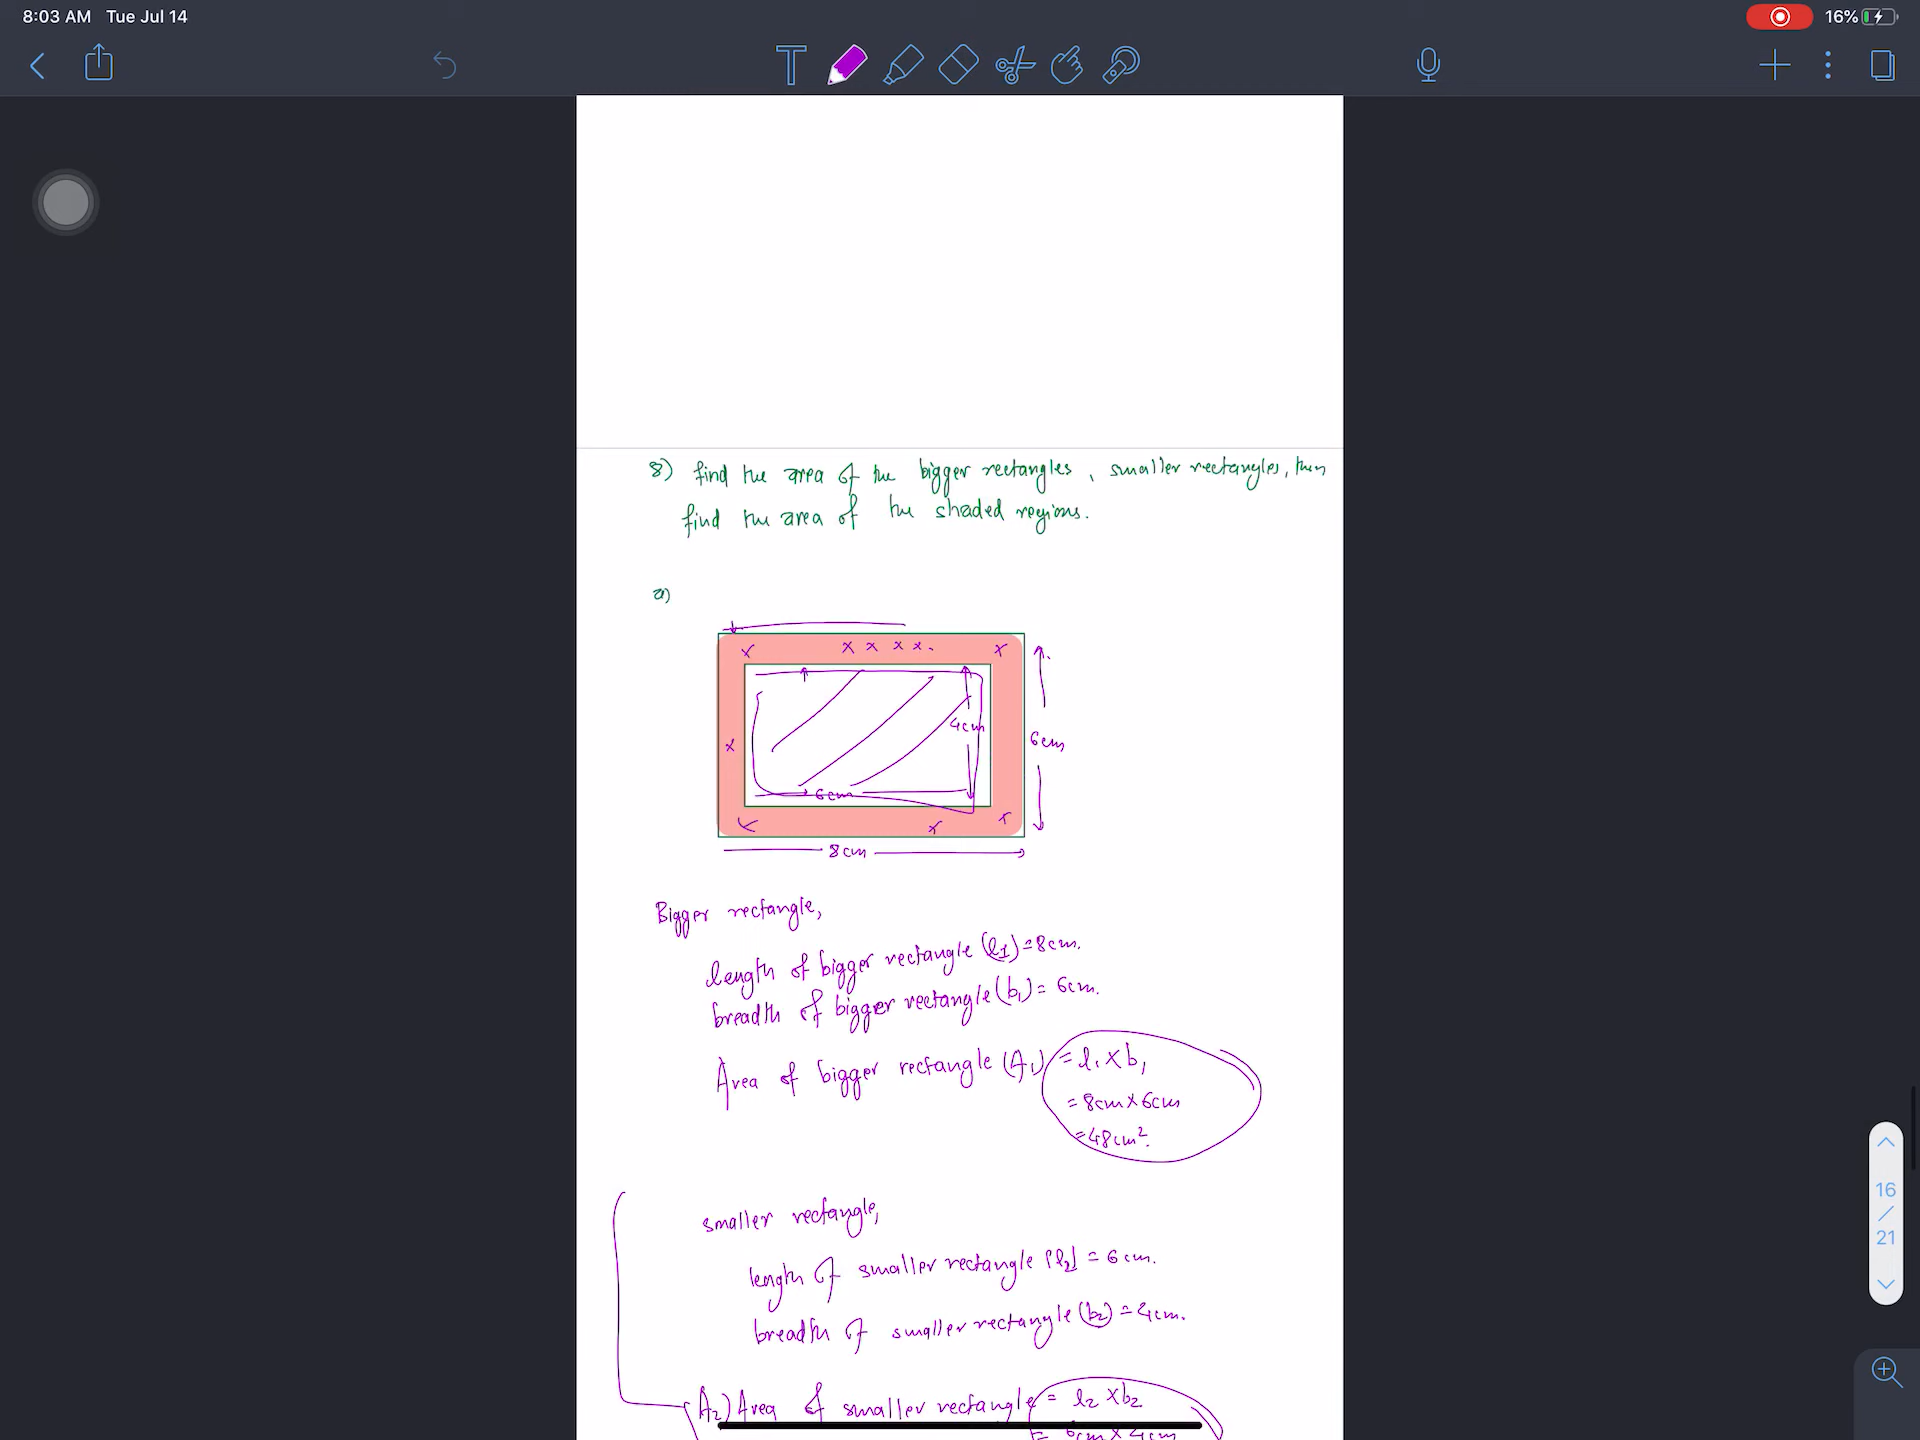 8:03 AM Tue Jul 14
16%
8) find the area of the bigger rectangles, smaller rectangles, then
find the area of the shaded regions.
a)
x x x x x x
4cm
6cm
x
6cm
x x x
8cm
Bigger rectangle,
length of bigger rectangle (l1) = 8cm.
breadth of bigger rectangle (b1) = 6cm.
Area of bigger rectangle (A1) = l1 x b1
= 8cm x 6cm
= 48cm².
smaller rectangle,
length of smaller rectangle [l2] = 6cm.
breadth of smaller rectangle (b2) = 4cm.
(A2) Area of smaller rectangle = l2 x b2
= 6cm x 4cm
16
/
21